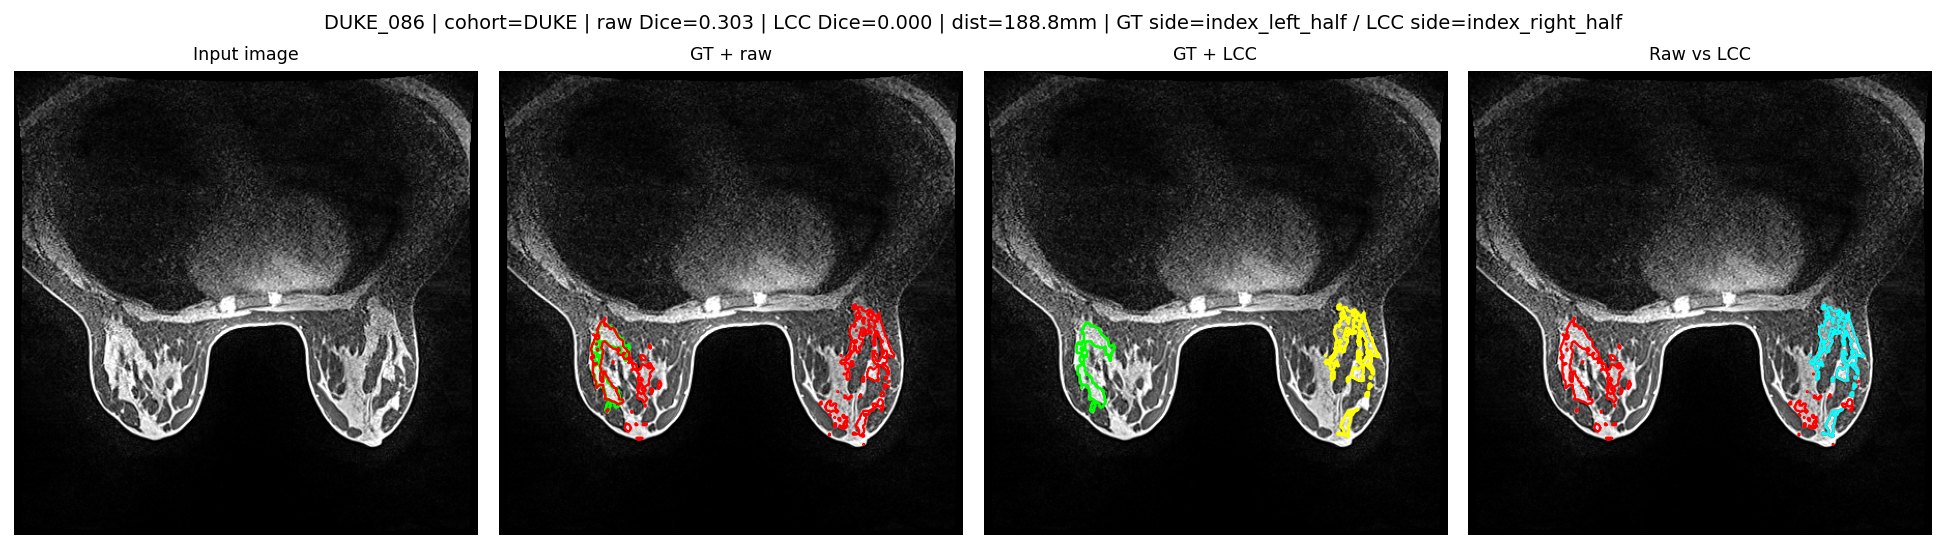 DUKE_086 | cohort=DUKE | raw Dice=0.303 | LCC Dice=0.000 | dist=188.8mm | GT side=index_left_half / LCC side=index_right_half
Input image
GT + raw
GT + LCC
Raw vs LCC